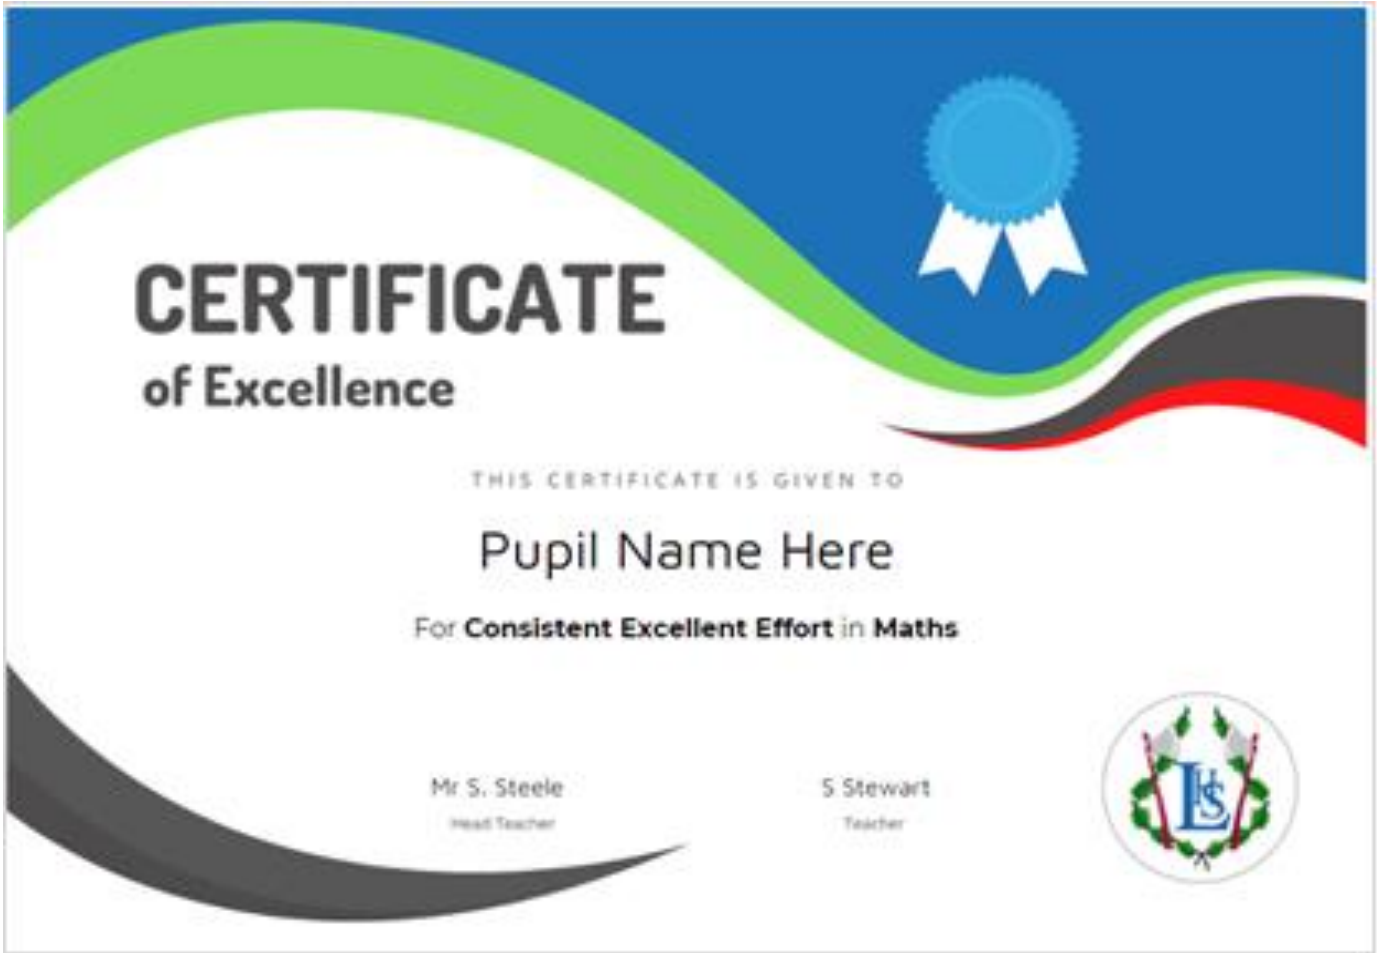 CERTIFICATE
of Excellence
THIS CERTIFICATE IS GIVEN TO
Pupil Name Here
For Consistent Excellent Effort in Maths
Mr S. Steele
Head Teacher
S Stewart
Teacher
LHS